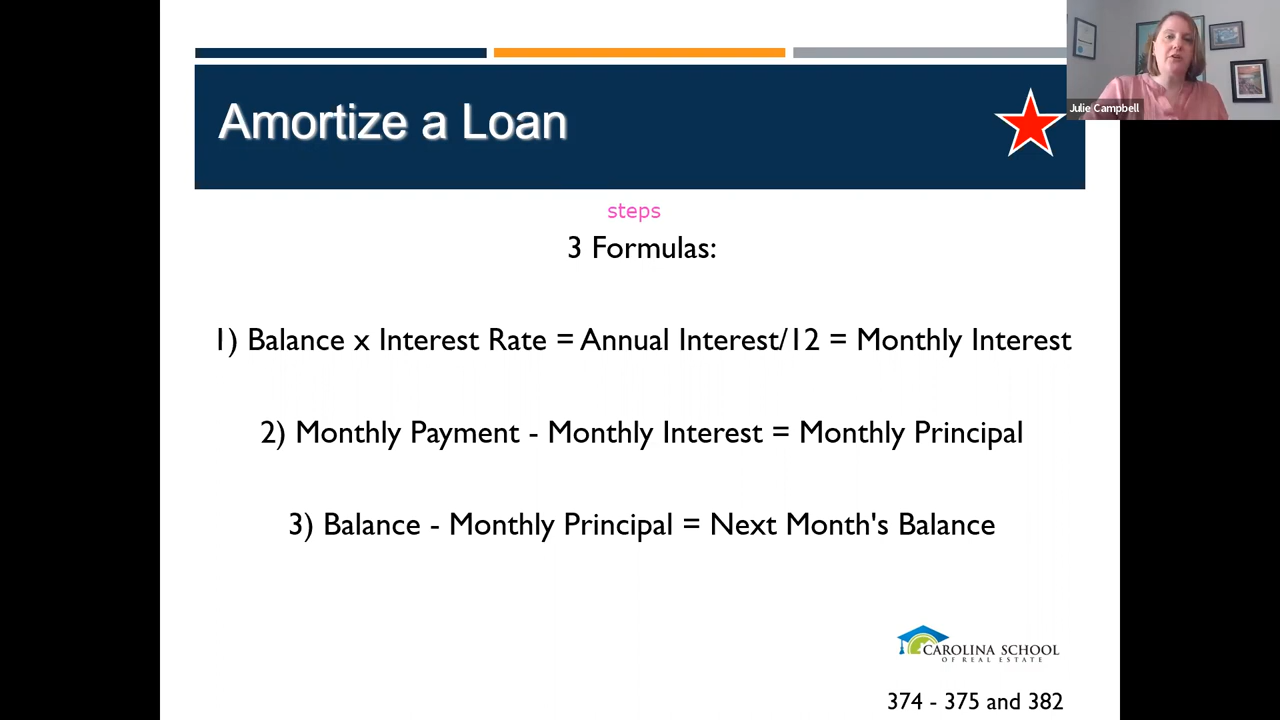 Amortize a Loan
Julie Campbell
steps
3 Formulas:
1) Balance x Interest Rate = Annual Interest/12 = Monthly Interest
2) Monthly Payment - Monthly Interest = Monthly Principal
3) Balance - Monthly Principal = Next Month's Balance
CAROLINA SCHOOL
OF REAL ESTATE
374 - 375 and 382